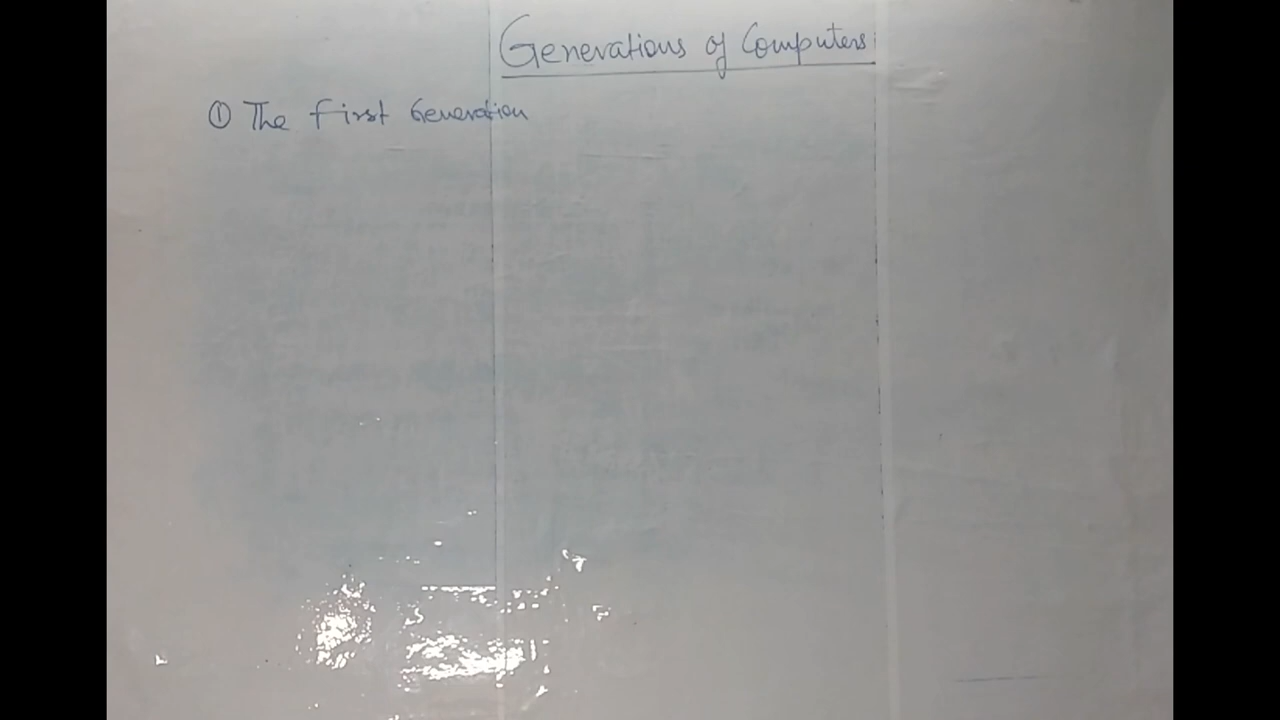 Generations of Computers
① The First Generation